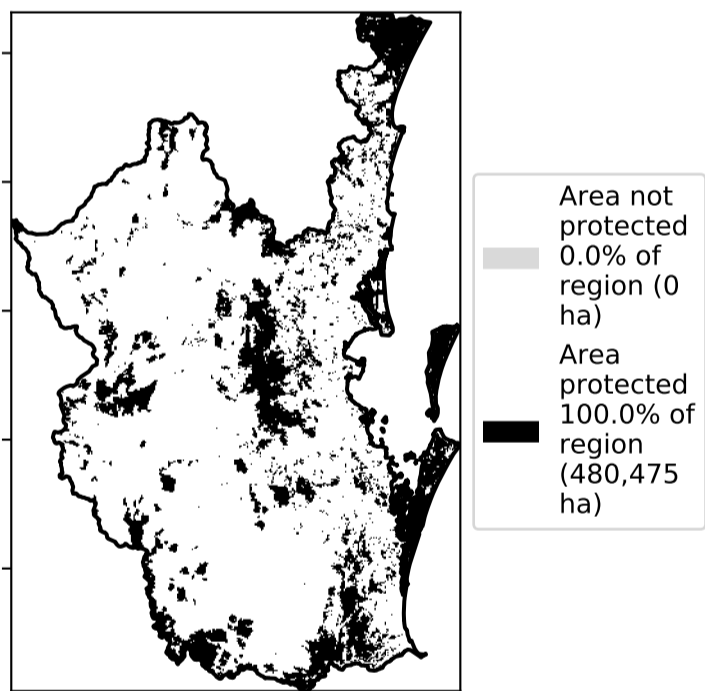 Area not
protected
0.0% of
region (0
ha)
Area
protected
100.0% of
region
(480,475
ha)